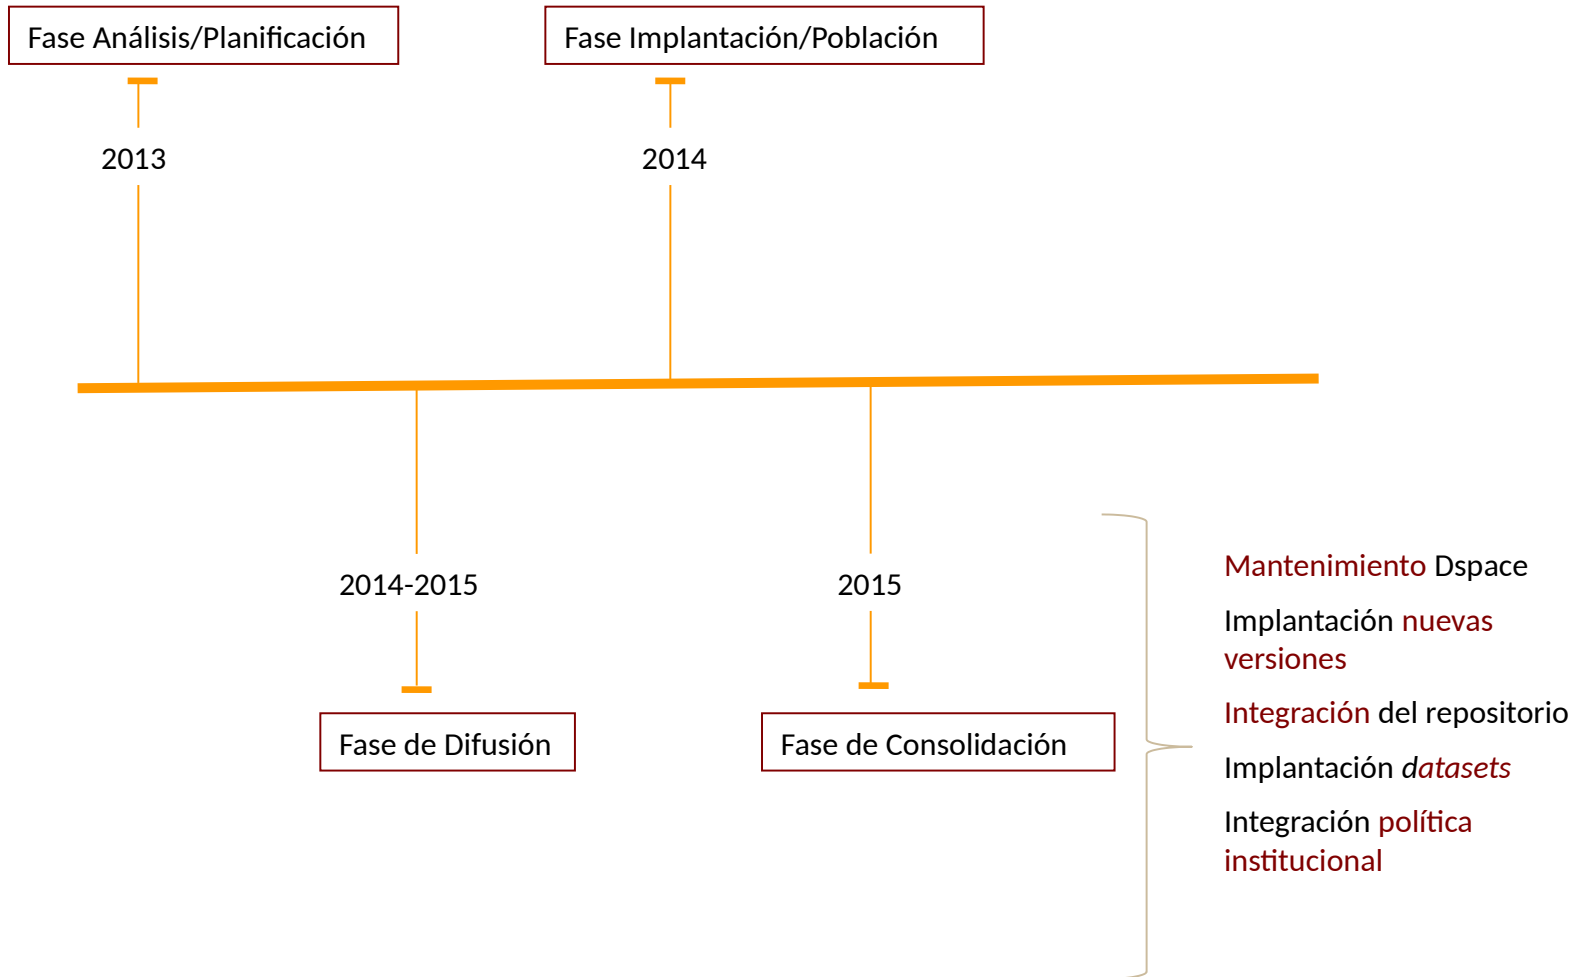 Fase Análisis/Planificación
Fase Implantación/Población
2013
2014
2014-2015
2015
Fase de Difusión
Fase de Consolidación
Mantenimiento Dspace
Implantación nuevas
versiones
Integración del repositorio
Implantación datasets
Integración política
institucional